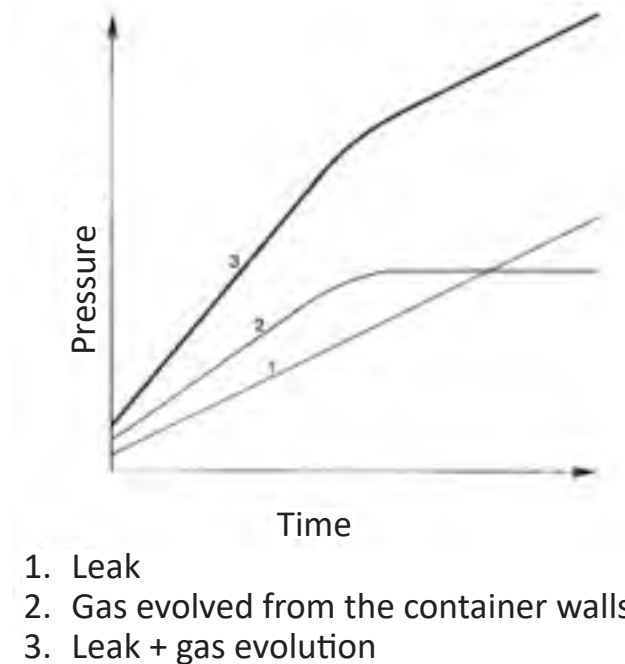 Pressure
3
2
1
Time
1. Leak
2. Gas evolved from the container walls
3. Leak + gas evolution